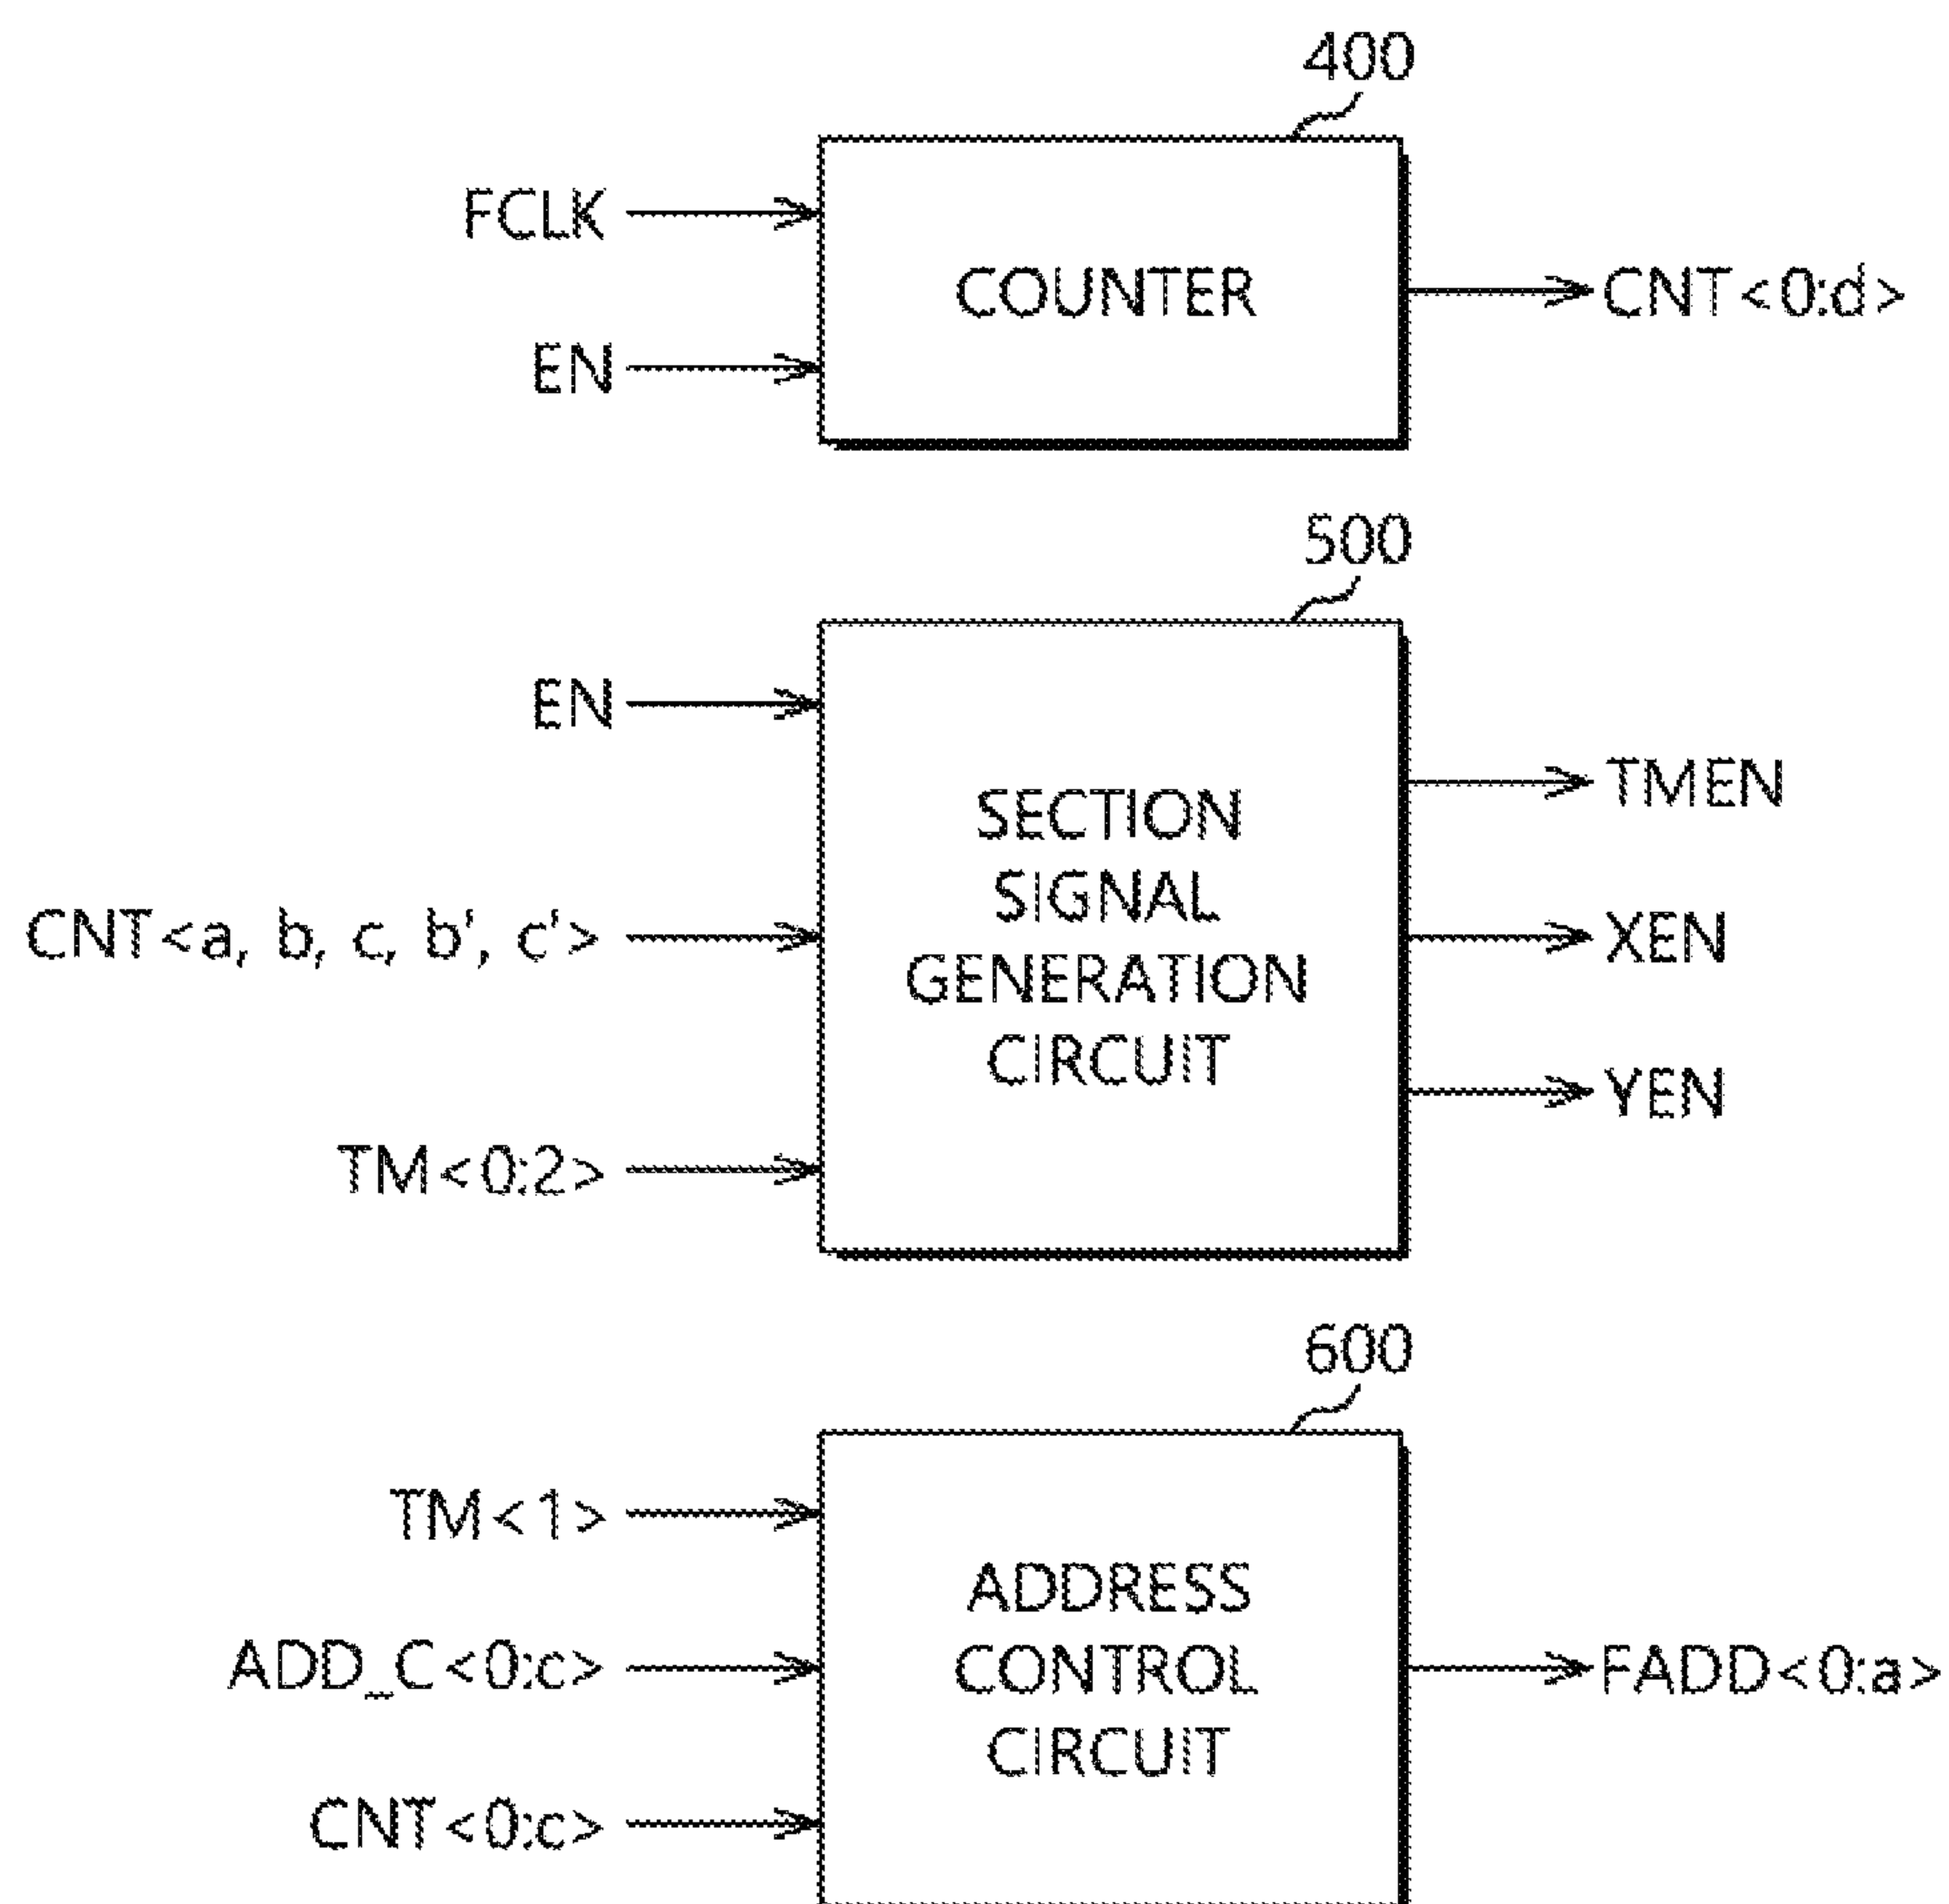 400
FCLK
EN
COUNTER
CNT<0:d>
500
EN
CNT<a, b, c, b', c'>
TM<0:2>
SECTION
SIGNAL
GENERATION
CIRCUIT
TMEN
XEN
YEN
600
TM<1>
ADD_C<0:c>
CNT<0:c>
ADDRESS
CONTROL
CIRCUIT
FADD<0:a>